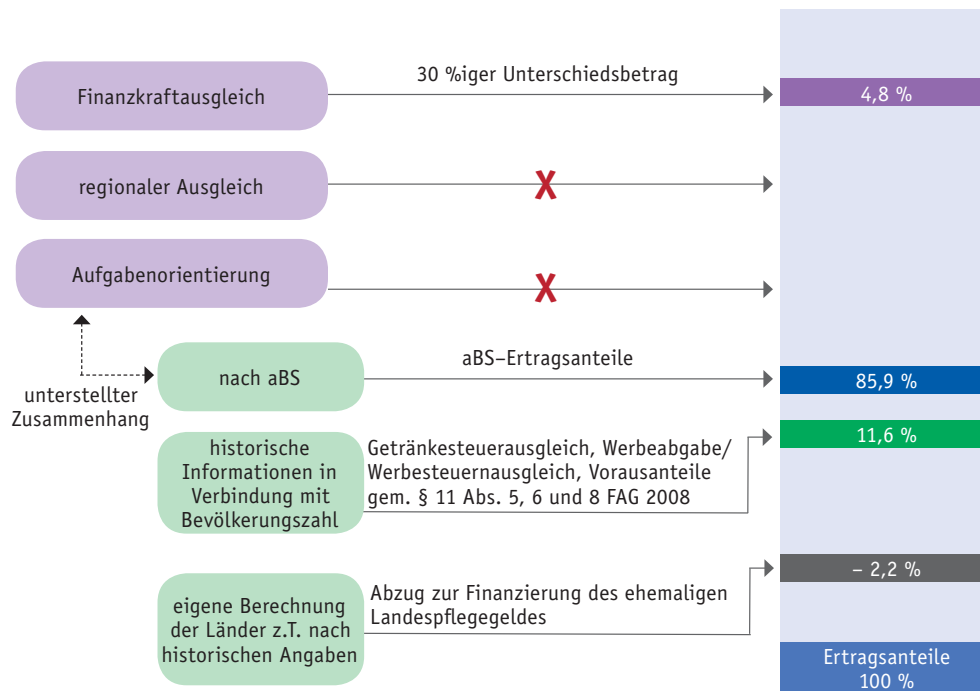 30 %iger Unterschiedsbetrag
Finanzkraftausgleich
4,8 %
regionaler Ausgleich
X
Aufgabenorientierung
X
aBS–Ertragsanteile
nach aBS
85,9 %
unterstellter
Zusammenhang
11,6 %
historische
Informationen in
Verbindung mit
Bevölkerungszahl
Getränkesteuerausgleich, Werbeabgabe/
Werbesteuernausgleich, Vorausanteile
gem. § 11 Abs. 5, 6 und 8 FAG 2008
– 2,2 %
eigene Berechnung
der Länder z.T. nach
historischen Angaben
Abzug zur Finanzierung des ehemaligen
Landespflegegeldes
Ertragsanteile
100 %